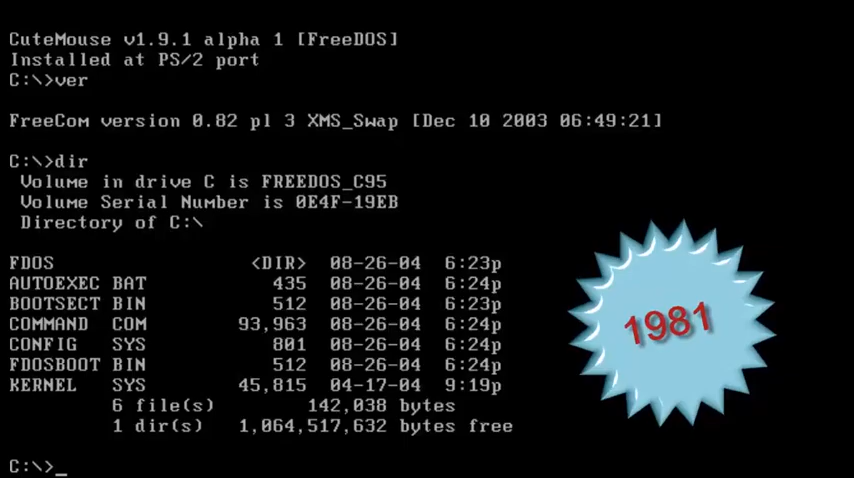 CuteMouse v1.9.1 alpha 1 [FreeDOS]
Installed at PS/2 port
C:\>ver
FreeCom version 0.82 pl 3 XMS_Swap [Dec 10 2003 06:49:21]
C:\>dir
Volume in drive C is FREEDOS_C95
Volume Serial Number is 0E4F-19EB
Directory of C:\
FDOS <DIR> 08-26-04 6:23p
AUTOEXEC BAT 435 08-26-04 6:24p
BOOTSECT BIN 512 08-26-04 6:23p
COMMAND COM 93,963 08-26-04 6:24p
CONFIG SYS 801 08-26-04 6:24p
FDOSBOOT BIN 512 08-26-04 6:24p
KERNEL SYS 45,815 04-17-04 9:19p
6 file(s) 142,038 bytes
1 dir(s) 1,064,517,632 bytes free
C:\>_
1981